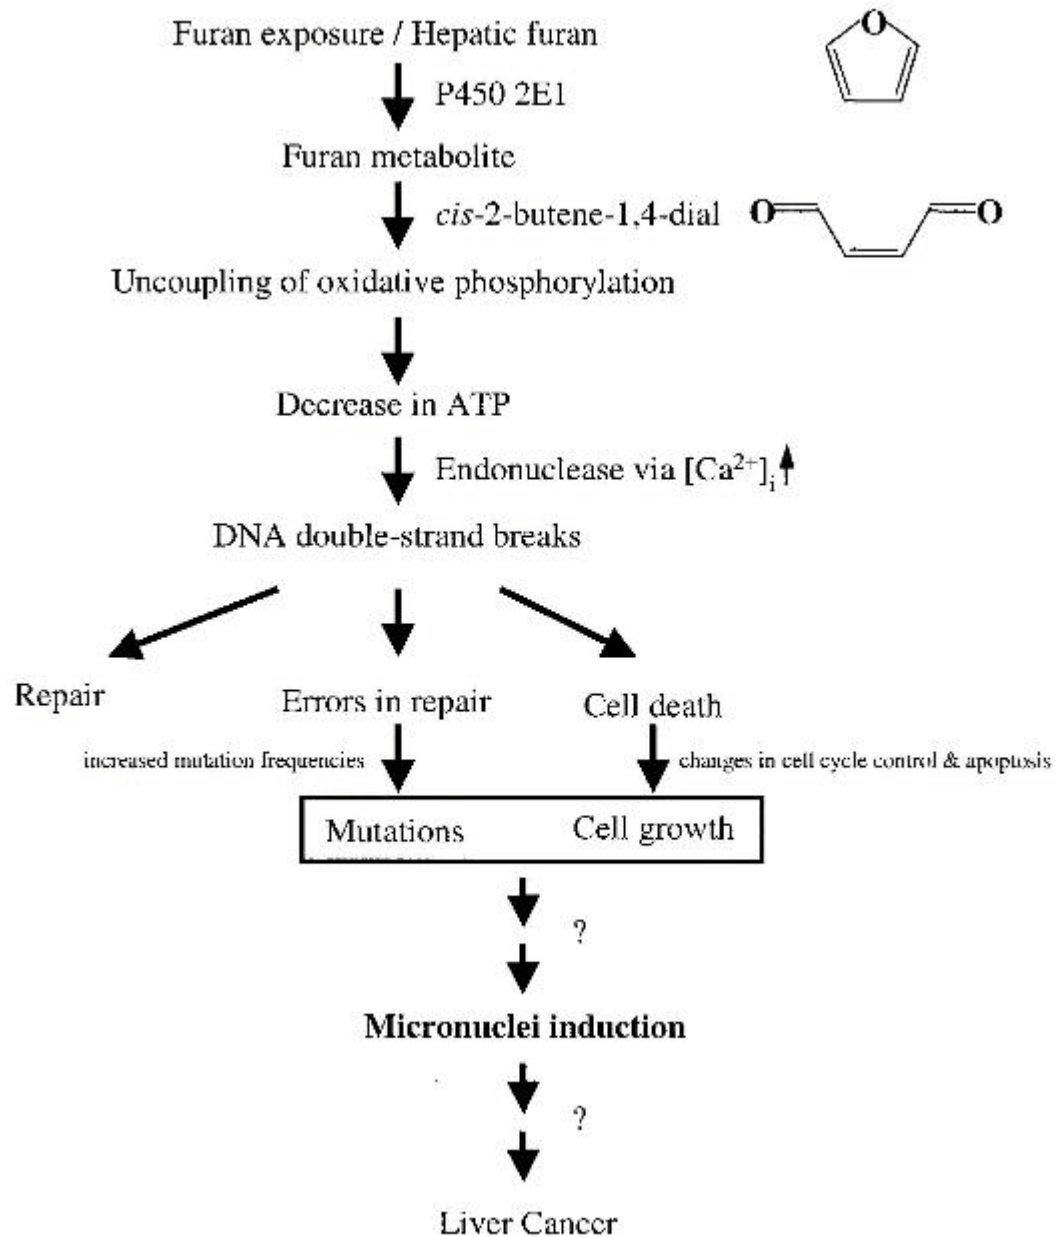 Furan exposure / Hepatic furan
O
P450 2E1
Furan metabolite
cis-2-butene-1,4-dial
O
O
Uncoupling of oxidative phosphorylation
Decrease in ATP
Endonuclease via [Ca²⁺]ᵢ
DNA double-strand breaks
Repair
Errors in repair
Cell death
increased mutation frequencies
changes in cell cycle control & apoptosis
Mutations
Cell growth
?
Micronuclei induction
?
Liver Cancer